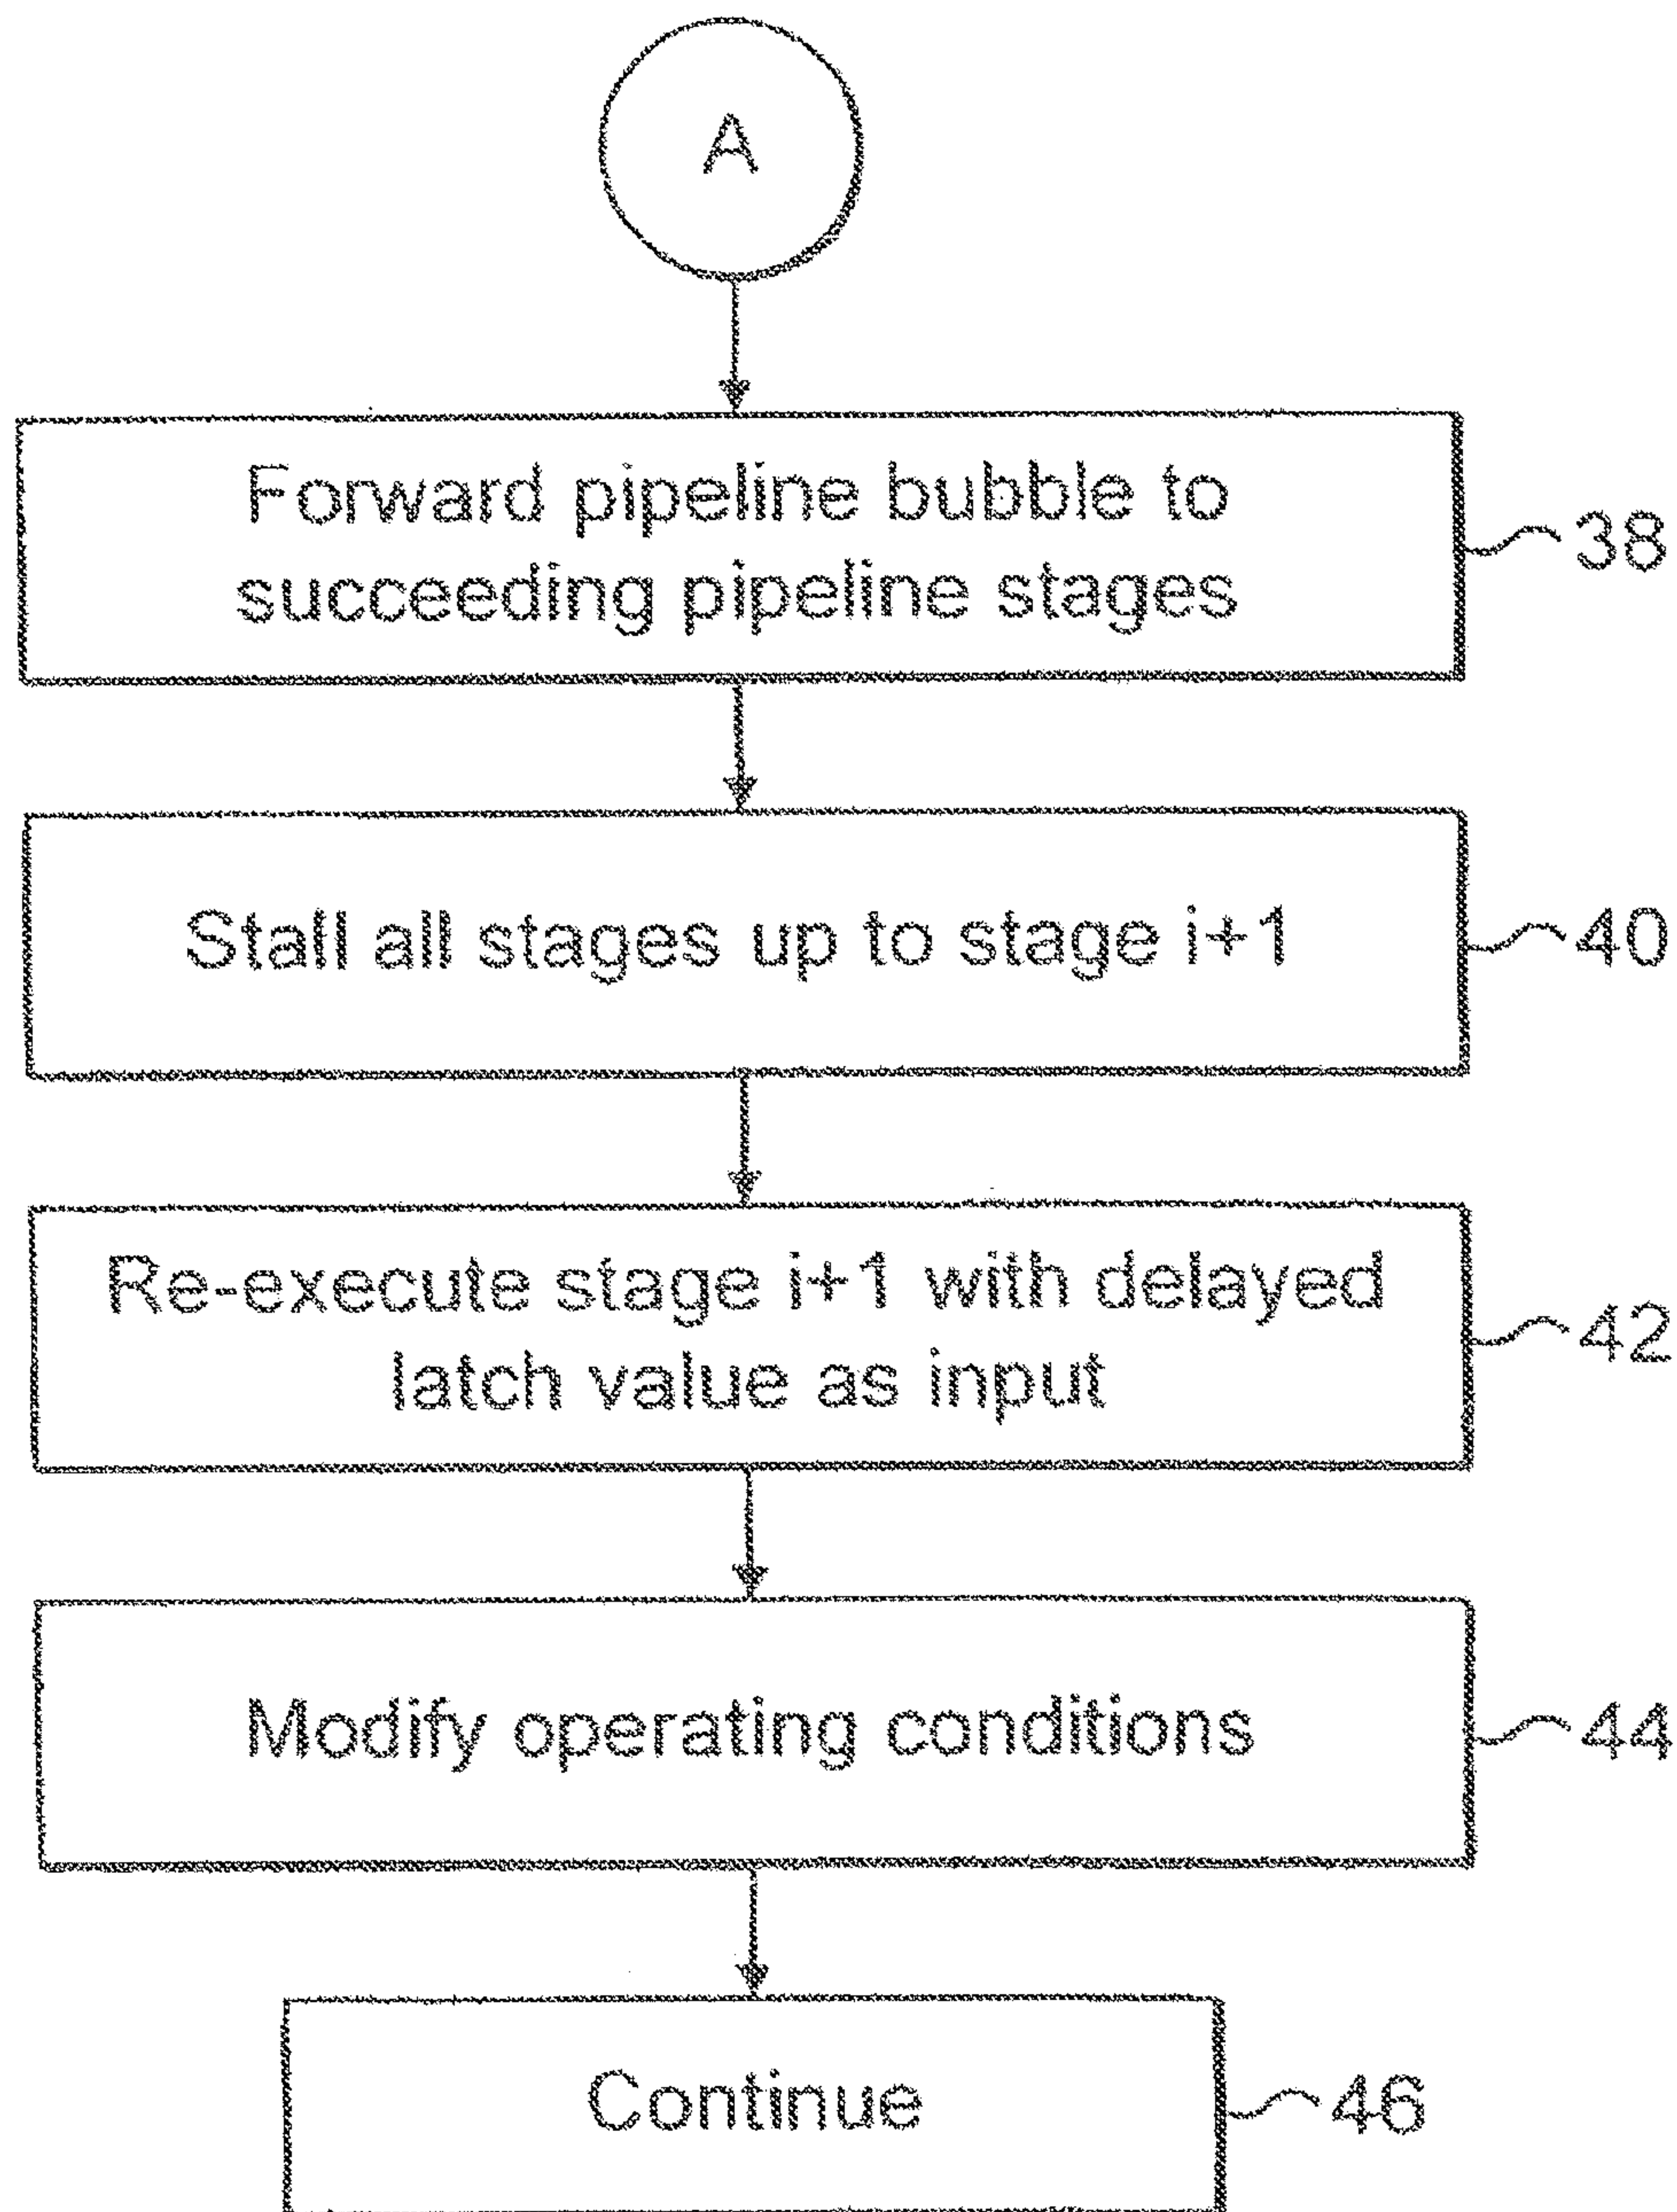 A
Forward pipeline bubble to
succeeding pipeline stages
38
Stall all stages up to stage i+1
40
Re-execute stage i+1 with delayed
latch value as input
42
Modify operating conditions
44
Continue
46